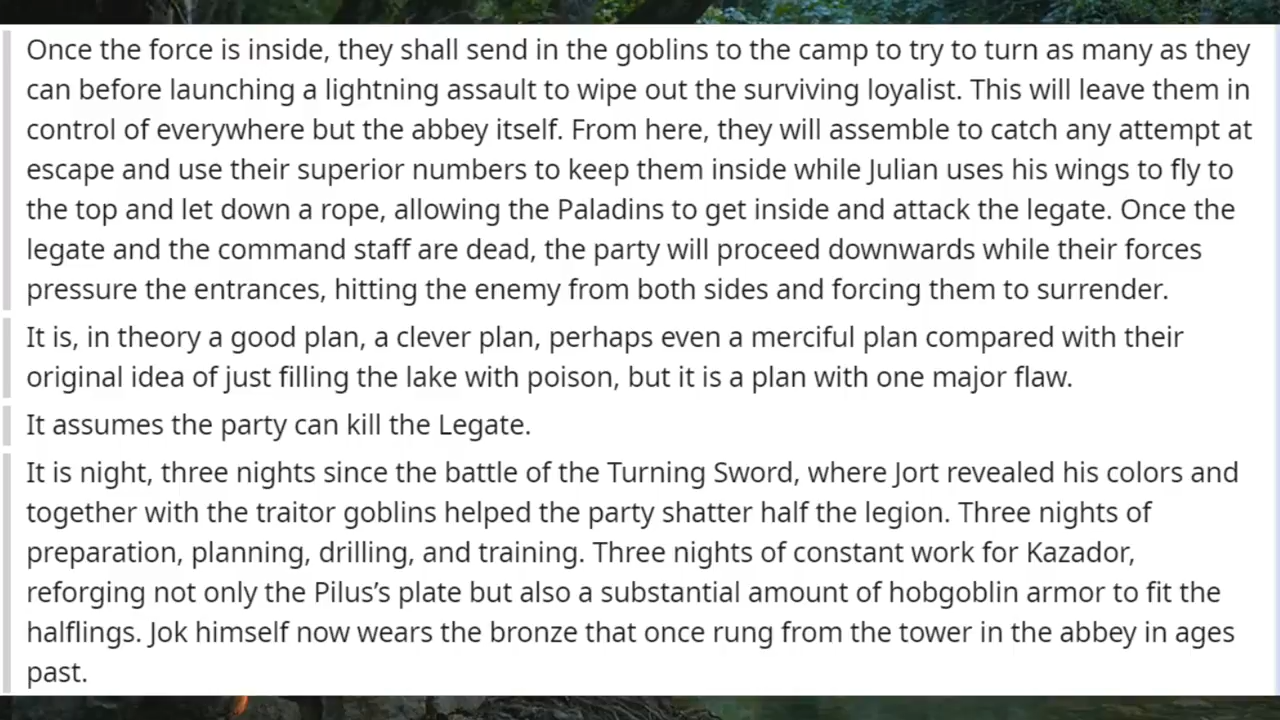 Once the force is inside, they shall send in the goblins to the camp to try to turn as many as they
can before launching a lightning assault to wipe out the surviving loyalist. This will leave them in
control of everywhere but the abbey itself. From here, they will assemble to catch any attempt at
escape and use their superior numbers to keep them inside while Julian uses his wings to fly to
the top and let down a rope, allowing the Paladins to get inside and attack the legate. Once the
legate and the command staff are dead, the party will proceed downwards while their forces
pressure the entrances, hitting the enemy from both sides and forcing them to surrender.
It is, in theory a good plan, a clever plan, perhaps even a merciful plan compared with their
original idea of just filling the lake with poison, but it is a plan with one major flaw.
It assumes the party can kill the Legate.
It is night, three nights since the battle of the Turning Sword, where Jort revealed his colors and
together with the traitor goblins helped the party shatter half the legion. Three nights of
preparation, planning, drilling, and training. Three nights of constant work for Kazador,
reforging not only the Pilus’s plate but also a substantial amount of hobgoblin armor to fit the
halflings. Jok himself now wears the bronze that once rung from the tower in the abbey in ages
past.